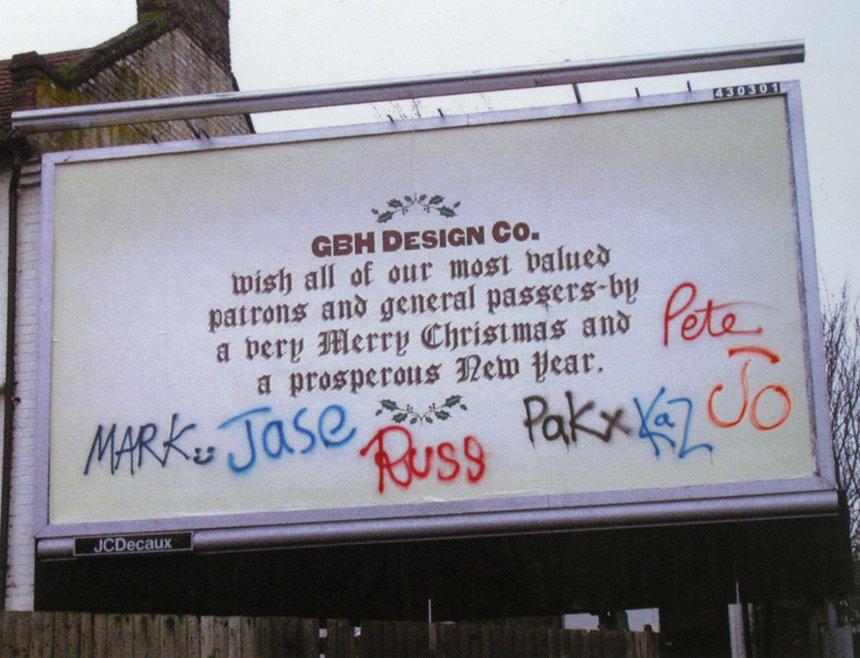 430301
GBH DESIGN CO.
wish all of our most valued
patrons and general passers-by
a very Merry Christmas and
a prosperous New Year.
Pete
Jo
MARK
Jase
Russ
Pakx
KaZ
JCDecaux